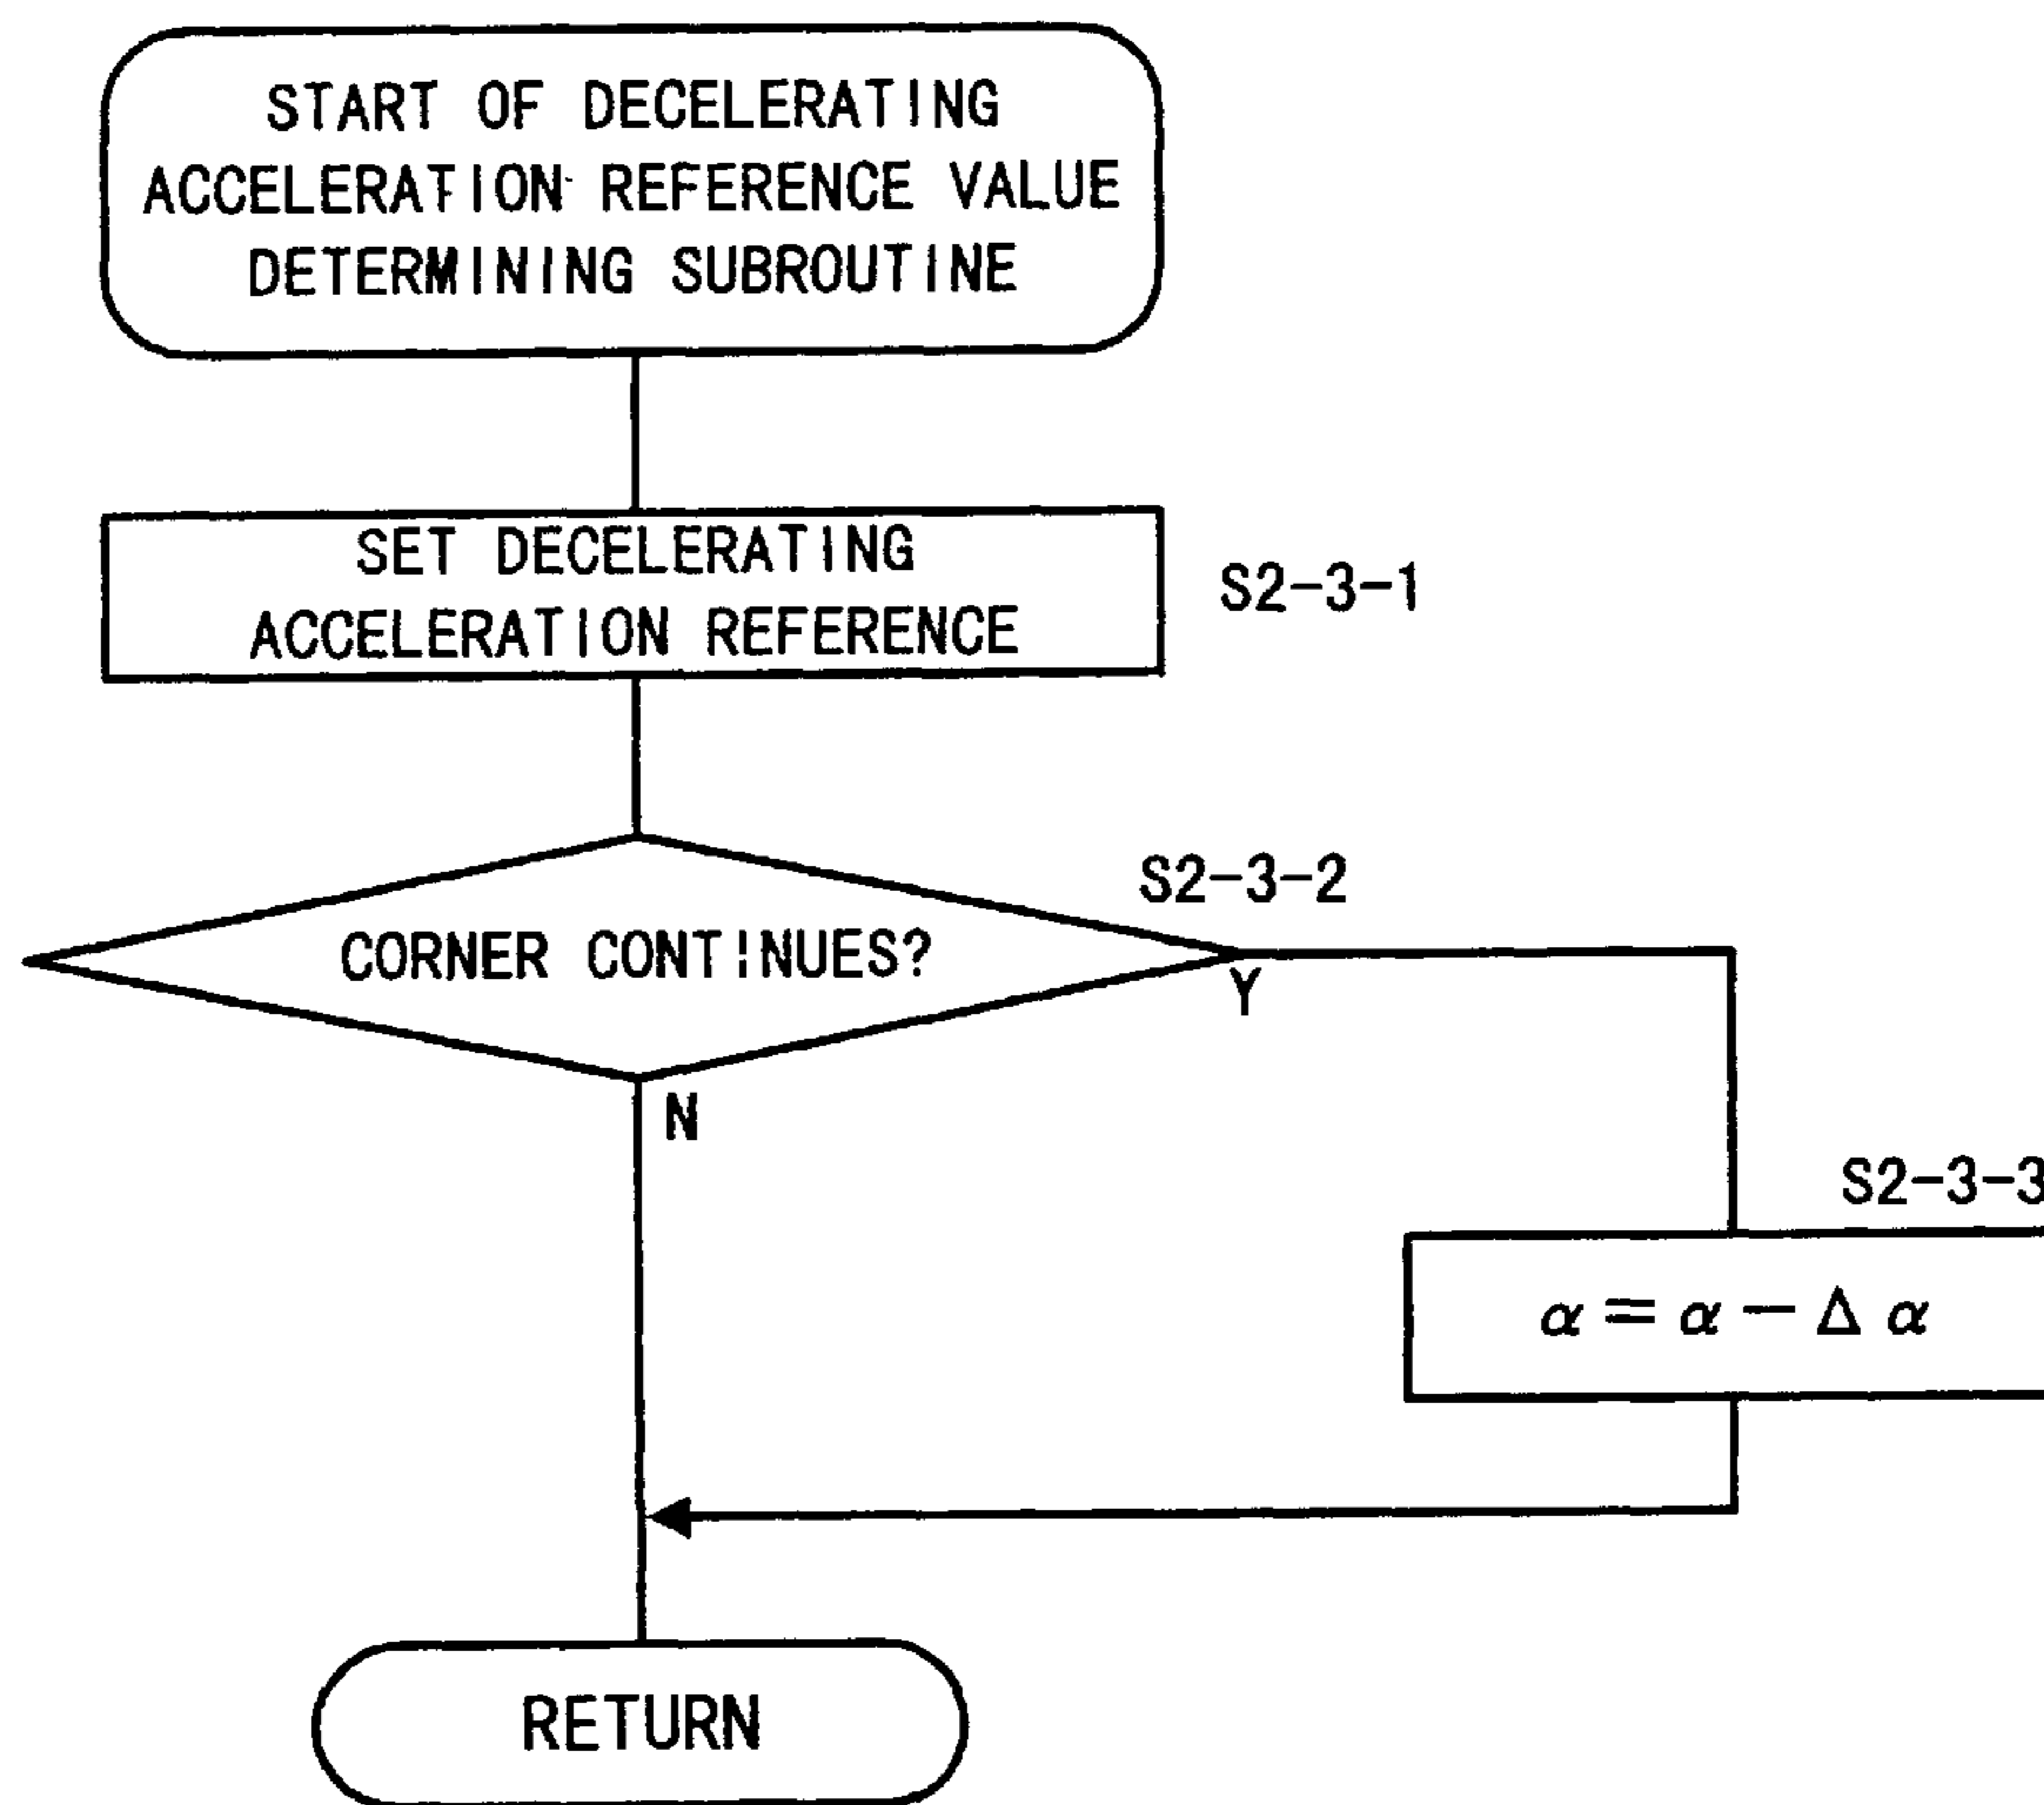 START OF DECELERATING
ACCELERATION REFERENCE VALUE
DETERMINING SUBROUTINE
SET DECELERATING
ACCELERATION REFERENCE
S2-3-1
S2-3-2
CORNER CONTINUES?
Y
N
S2-3-3
α = α − Δ α
RETURN